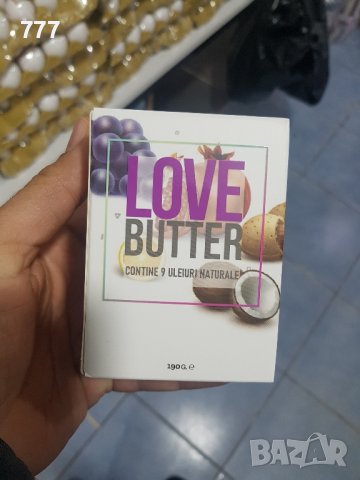 .777
LOVE
BUTTER
CONTINE 9 ULEIURI NATURALE!
190G. e
BAZAR